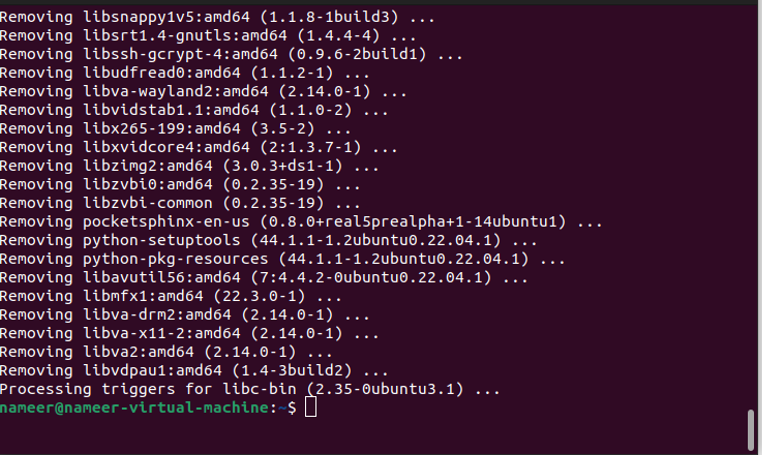 Removing libsnappy1v5:amd64 (1.1.8-1build3) ...
Removing libsrt1.4-gnutls:amd64 (1.4.4-4) ...
Removing libssh-gcrypt-4:amd64 (0.9.6-2build1) ...
Removing libudfread0:amd64 (1.1.2-1) ...
Removing libva-wayland2:amd64 (2.14.0-1) ...
Removing libvidstab1.1:amd64 (1.1.0-2) ...
Removing libx265-199:amd64 (3.5-2) ...
Removing libxvidcore4:amd64 (2:1.3.7-1) ...
Removing libzimg2:amd64 (3.0.3+ds1-1) ...
Removing libzvbi0:amd64 (0.2.35-19) ...
Removing libzvbi-common (0.2.35-19) ...
Removing pocketsphinx-en-us (0.8.0+real5prealpha+1-14ubuntu1) ...
Removing python-setuptools (44.1.1-1.2ubuntu0.22.04.1) ...
Removing python-pkg-resources (44.1.1-1.2ubuntu0.22.04.1) ...
Removing libavutil56:amd64 (7:4.4.2-0ubuntu0.22.04.1) ...
Removing libmfx1:amd64 (22.3.0-1) ...
Removing libva-drm2:amd64 (2.14.0-1) ...
Removing libva-x11-2:amd64 (2.14.0-1) ...
Removing libva2:amd64 (2.14.0-1) ...
Removing libvdpau1:amd64 (1.4-3build2) ...
Processing triggers for libc-bin (2.35-0ubuntu3.1) ...
nameer@nameer-virtual-machine:~$